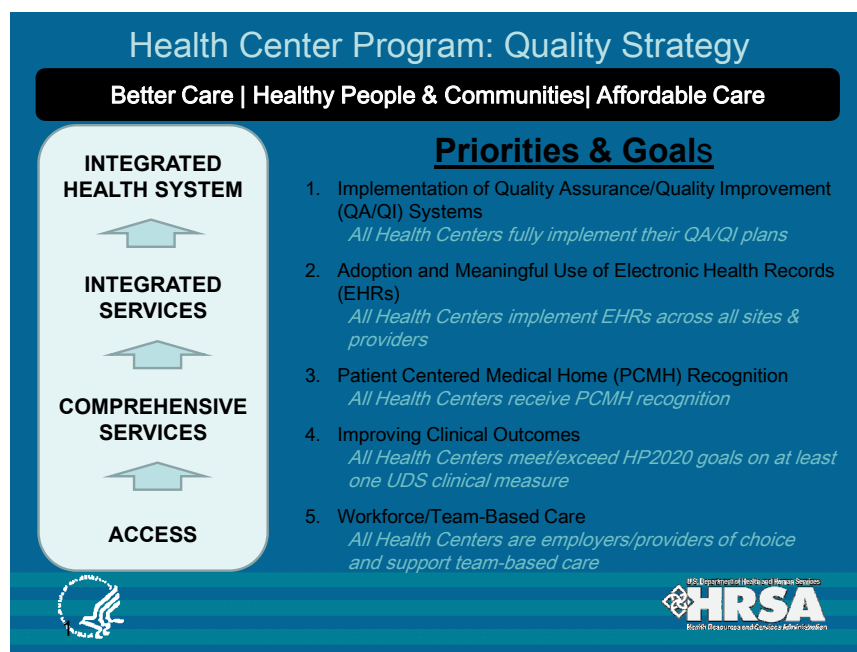 Health Center Program: Quality Strategy
Better Care | Healthy People & Communities| Affordable Care
INTEGRATED
HEALTH SYSTEM
INTEGRATED
SERVICES
COMPREHENSIVE
SERVICES
ACCESS
Priorities & Goals
1. Implementation of Quality Assurance/Quality Improvement
(QA/QI) Systems
All Health Centers fully implement their QA/QI plans
2. Adoption and Meaningful Use of Electronic Health Records
(EHRs)
All Health Centers implement EHRs across all sites &
providers
3. Patient Centered Medical Home (PCMH) Recognition
All Health Centers receive PCMH recognition
4. Improving Clinical Outcomes
All Health Centers meet/exceed HP2020 goals on at least
one UDS clinical measure
5. Workforce/Team-Based Care
All Health Centers are employers/providers of choice
and support team-based care
U.S. Department of Health and Human Services
HRSA
Health Resources and Services Administration